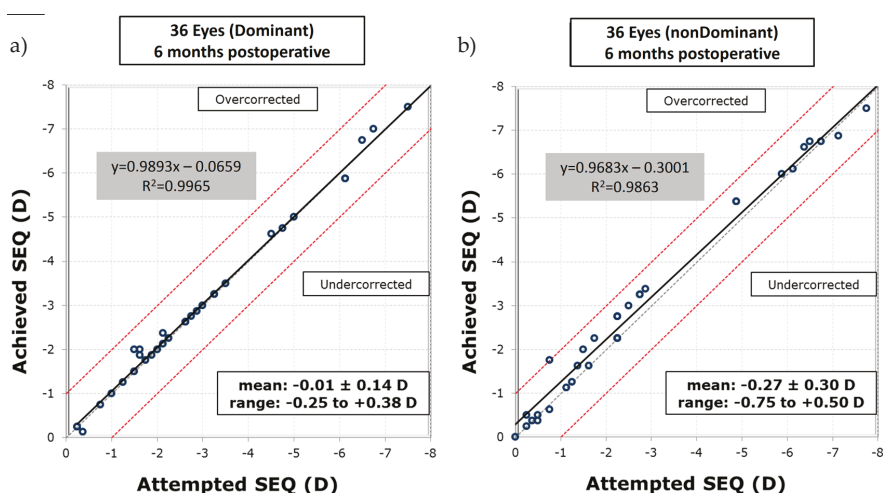 a)
36 Eyes (Dominant)
6 months postoperative
Achieved SEQ (D)
-8
-7
-6
-5
-4
-3
-2
-1
0
Overcorrected
y=0.9893x – 0.0659
R²=0.9965
Undercorrected
mean: -0.01 ± 0.14 D
range: -0.25 to +0.38 D
0 -1 -2 -3 -4 -5 -6 -7 -8
Attempted SEQ (D)
b)
36 Eyes (nonDominant)
6 months postoperative
Achieved SEQ (D)
-8
-7
-6
-5
-4
-3
-2
-1
0
Overcorrected
y=0.9683x – 0.3001
R²=0.9863
Undercorrected
mean: -0.27 ± 0.30 D
range: -0.75 to +0.50 D
0 -1 -2 -3 -4 -5 -6 -7 -8
Attempted SEQ (D)